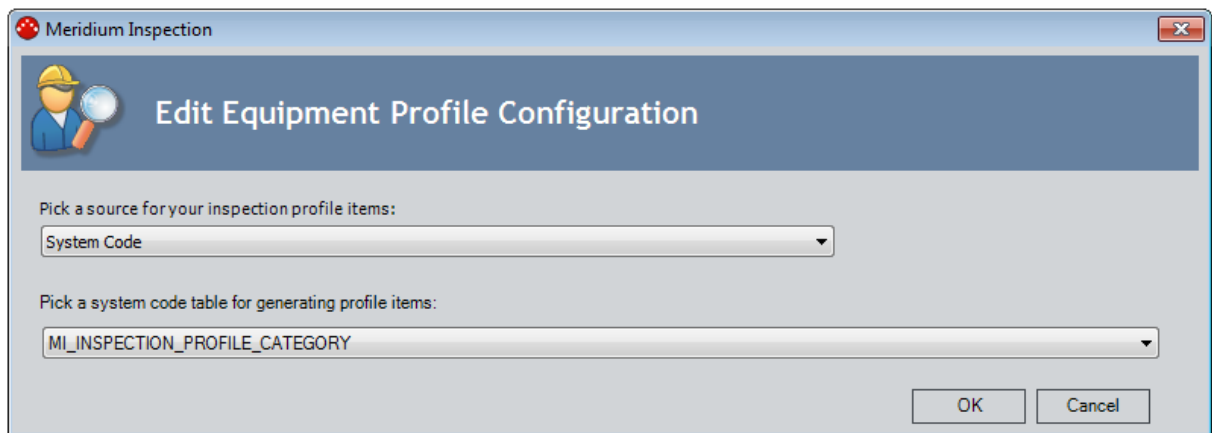 Meridium Inspection
Edit Equipment Profile Configuration
Pick a source for your inspection profile items:
System Code
Pick a system code table for generating profile items:
MI_INSPECTION_PROFILE_CATEGORY
OK Cancel